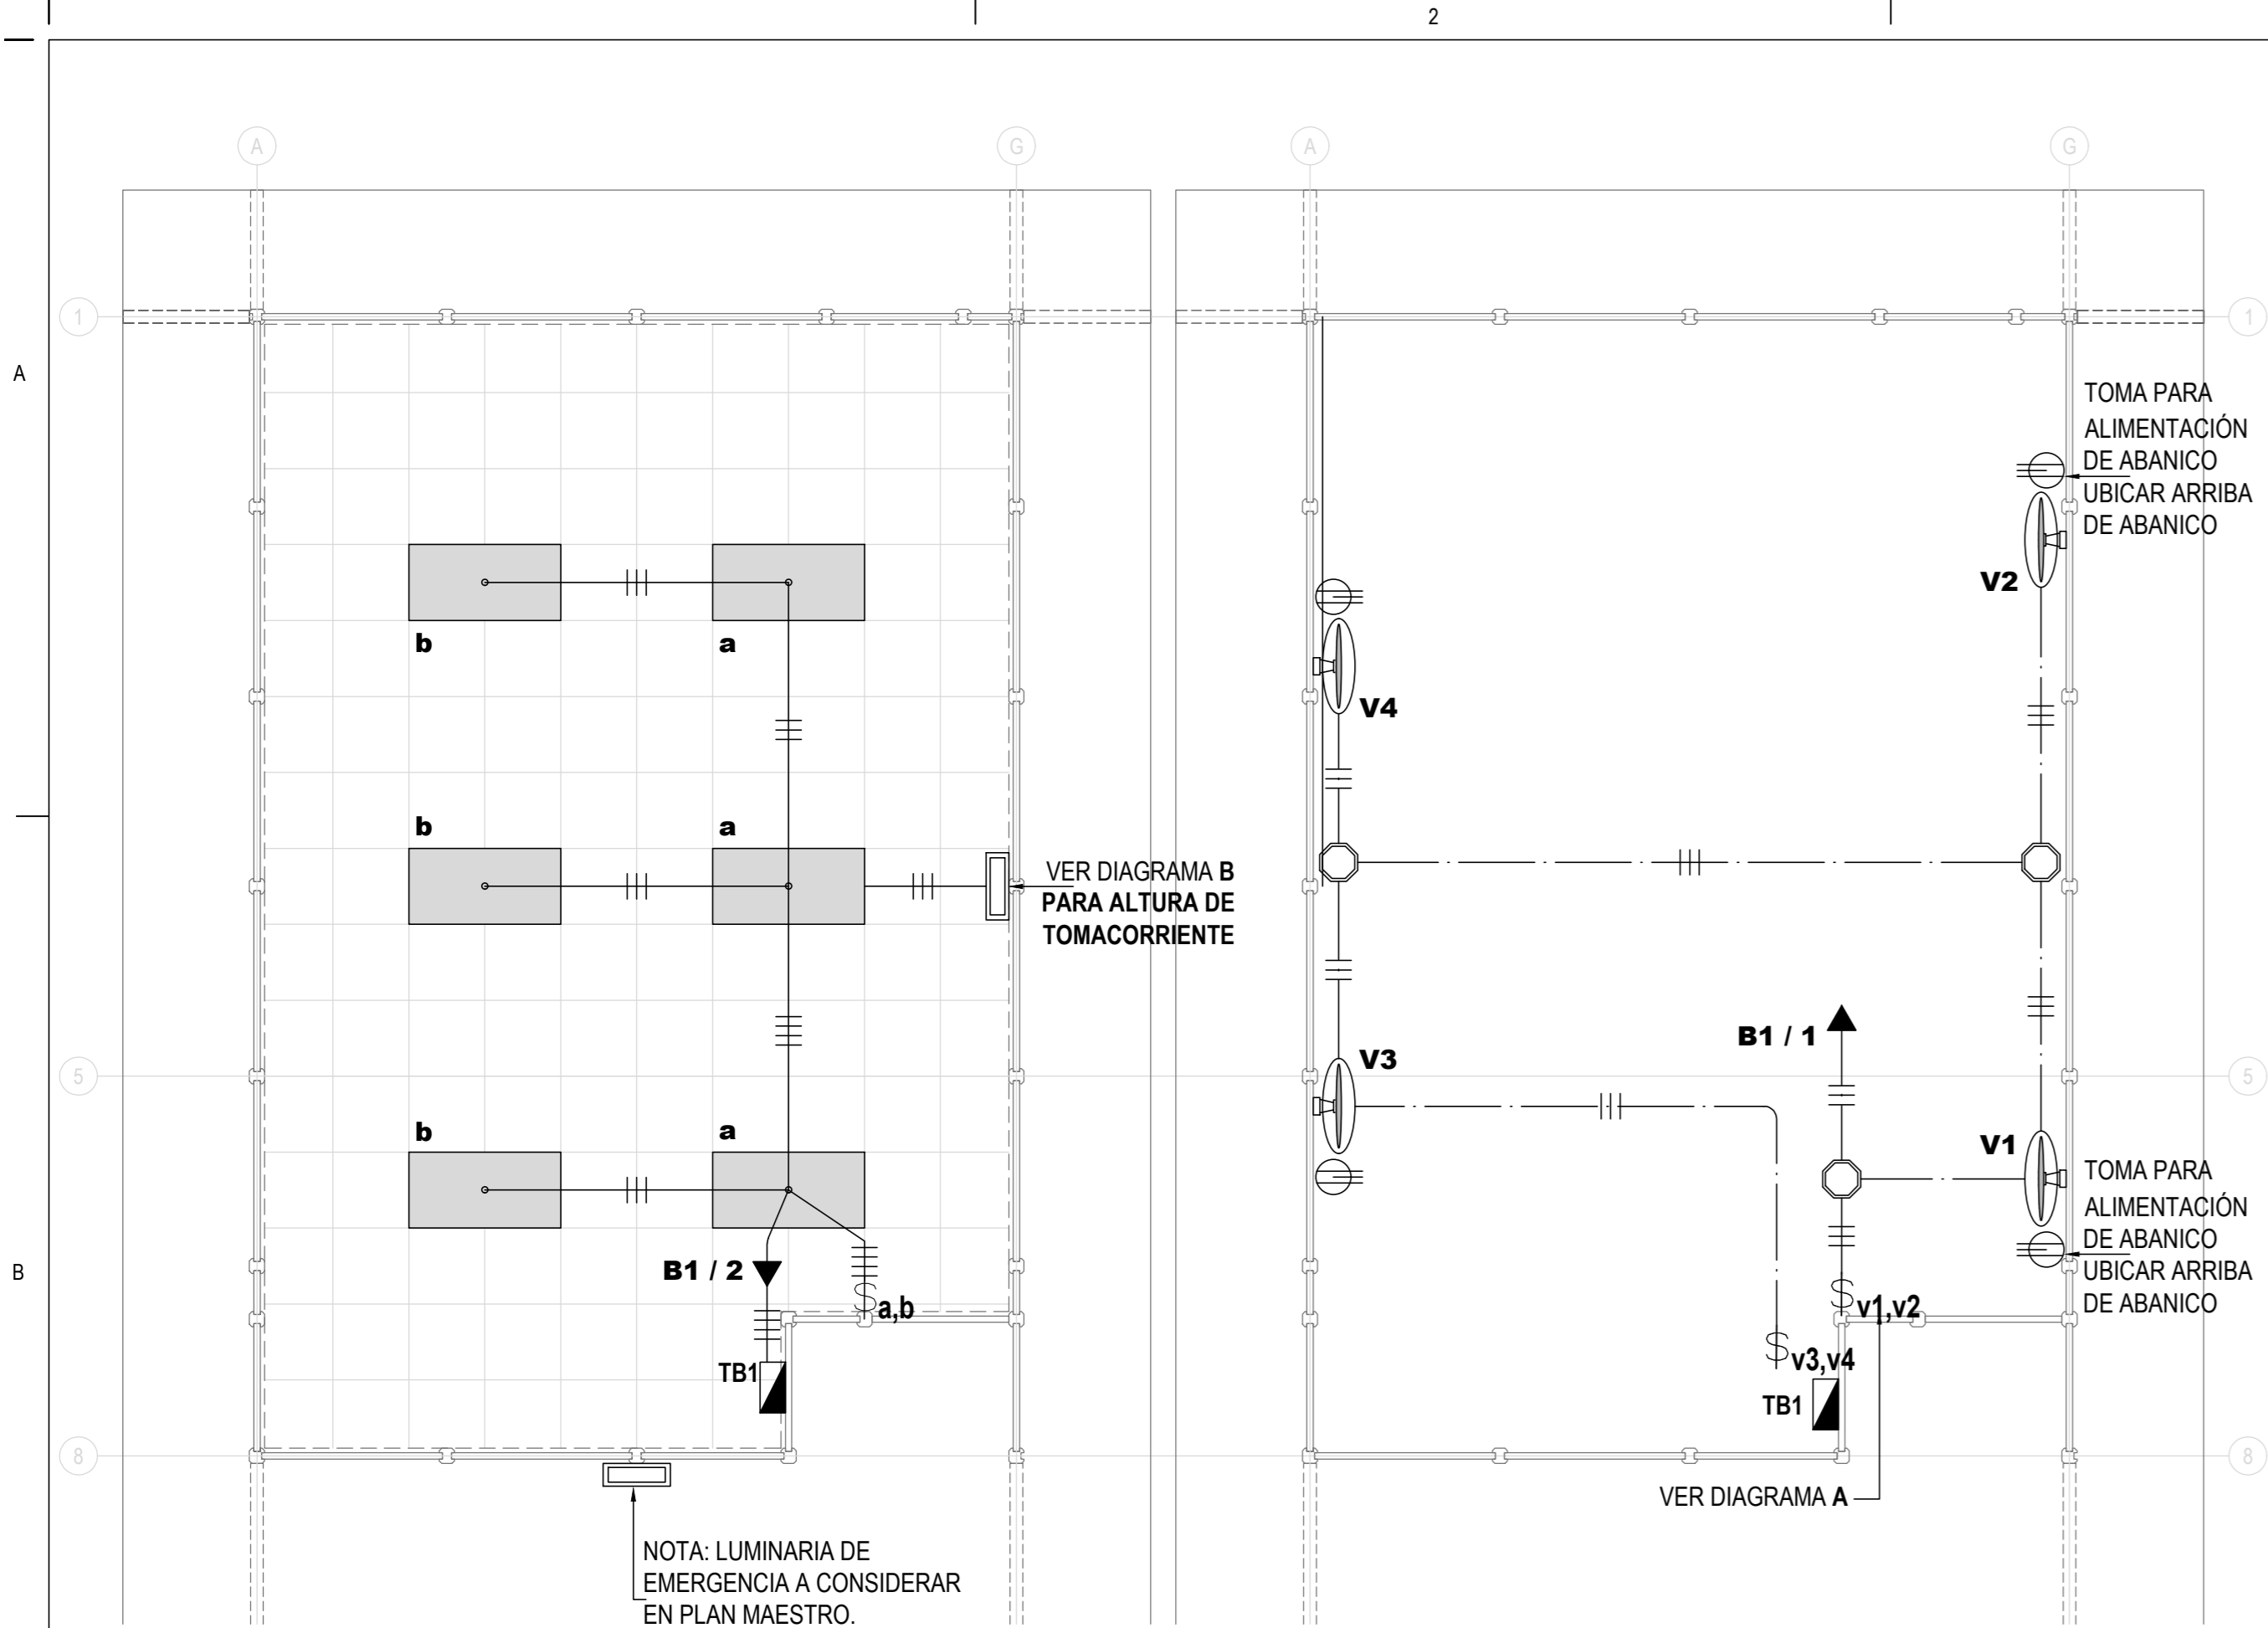 2
A
G
A
G
1
1
A
TOMA PARA
ALIMENTACIÓN
DE ABANICO
UBICAR ARRIBA
DE ABANICO
V2
b
a
V4
b
a
VER DIAGRAMA B
PARA ALTURA DE
TOMACORRIENTE
B1 / 1
V3
5
5
b
a
V1
TOMA PARA
ALIMENTACIÓN
DE ABANICO
UBICAR ARRIBA
DE ABANICO
B
B1 / 2
S
a,b
S
v1,v2
S
v3,v4
TB1
TB1
8
8
VER DIAGRAMA A
NOTA: LUMINARIA DE
EMERGENCIA A CONSIDERAR
EN PLAN MAESTRO.